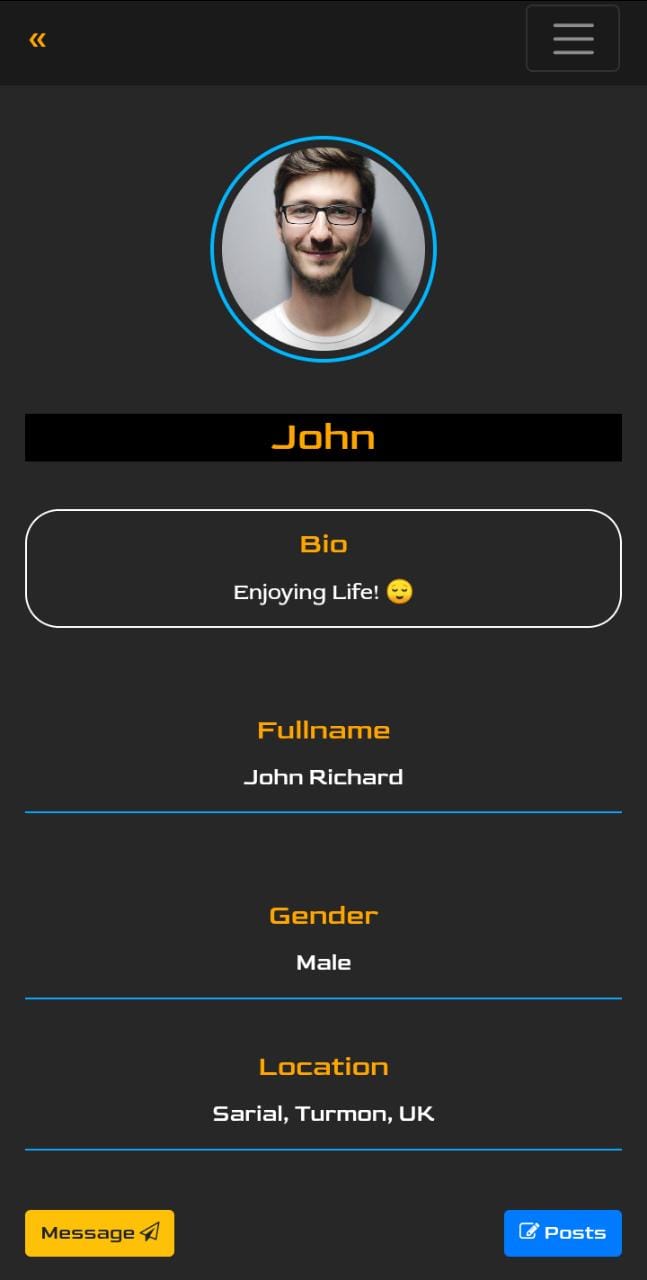 «
John
Bio
Enjoying Life! 😌
Fullname
John Richard
Gender
Male
Location
Sarial, Turmon, UK
Message
Posts